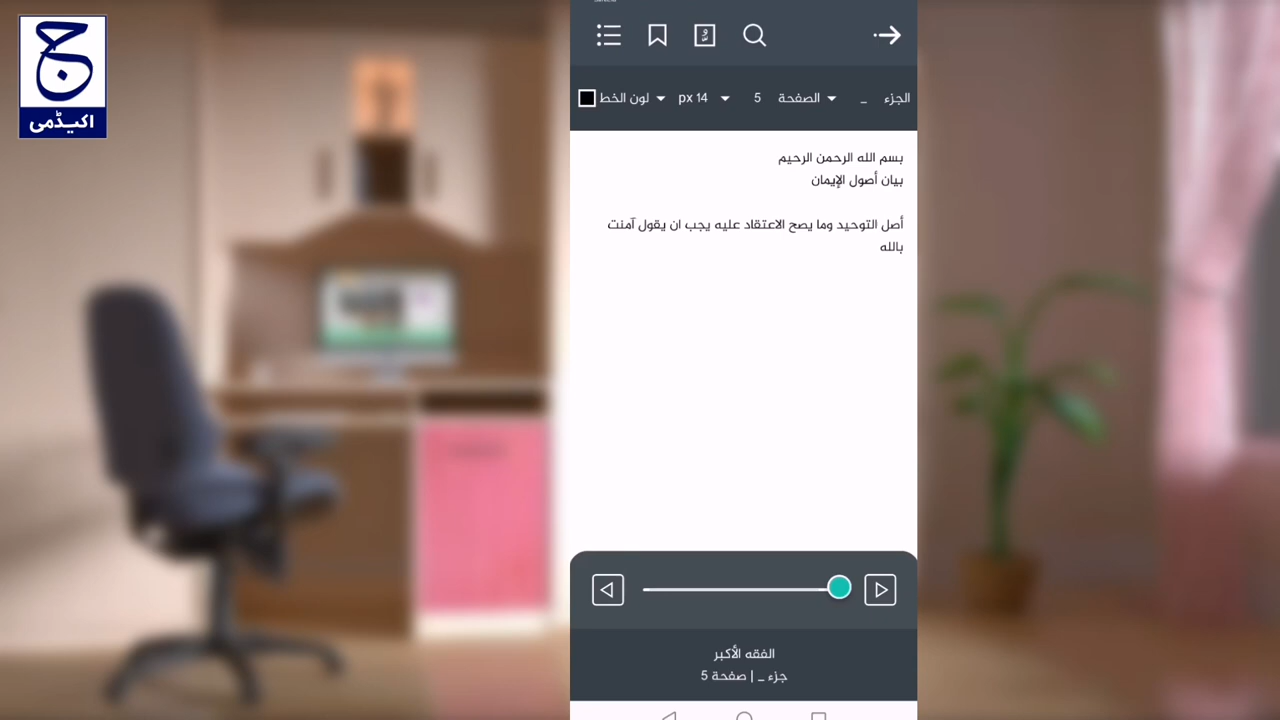 ج
اکیڈمی
الجزء _ الصفحة 5 14 px لون الخط
بسم الله الرحمن الرحيم
بيان أصول الإيمان
أصل التوحيد وما يصح الاعتقاد عليه يجب ان يقول آمنت
بالله
الفقه الأكبر
جزء _ | صفحة 5